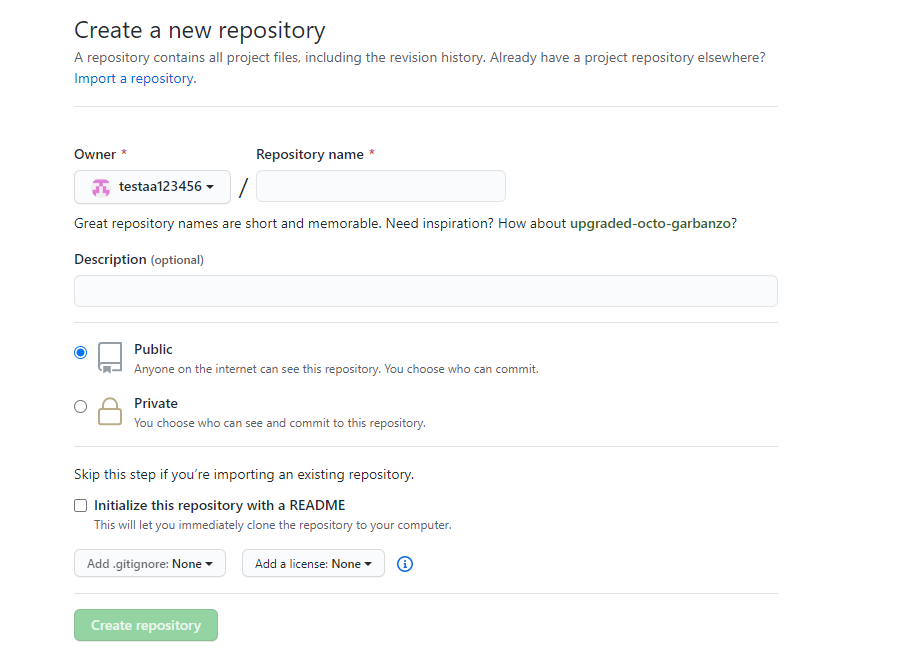 Create a new repository
A repository contains all project files, including the revision history. Already have a project repository elsewhere?
Import a repository.
Owner * Repository name *
testaa123456 /
Great repository names are short and memorable. Need inspiration? How about upgraded-octo-garbanzo?
Description (optional)
Public
Anyone on the internet can see this repository. You choose who can commit.
Private
You choose who can see and commit to this repository.
Skip this step if you’re importing an existing repository.
Initialize this repository with a README
This will let you immediately clone the repository to your computer.
Add .gitignore: None Add a license: None
Create repository